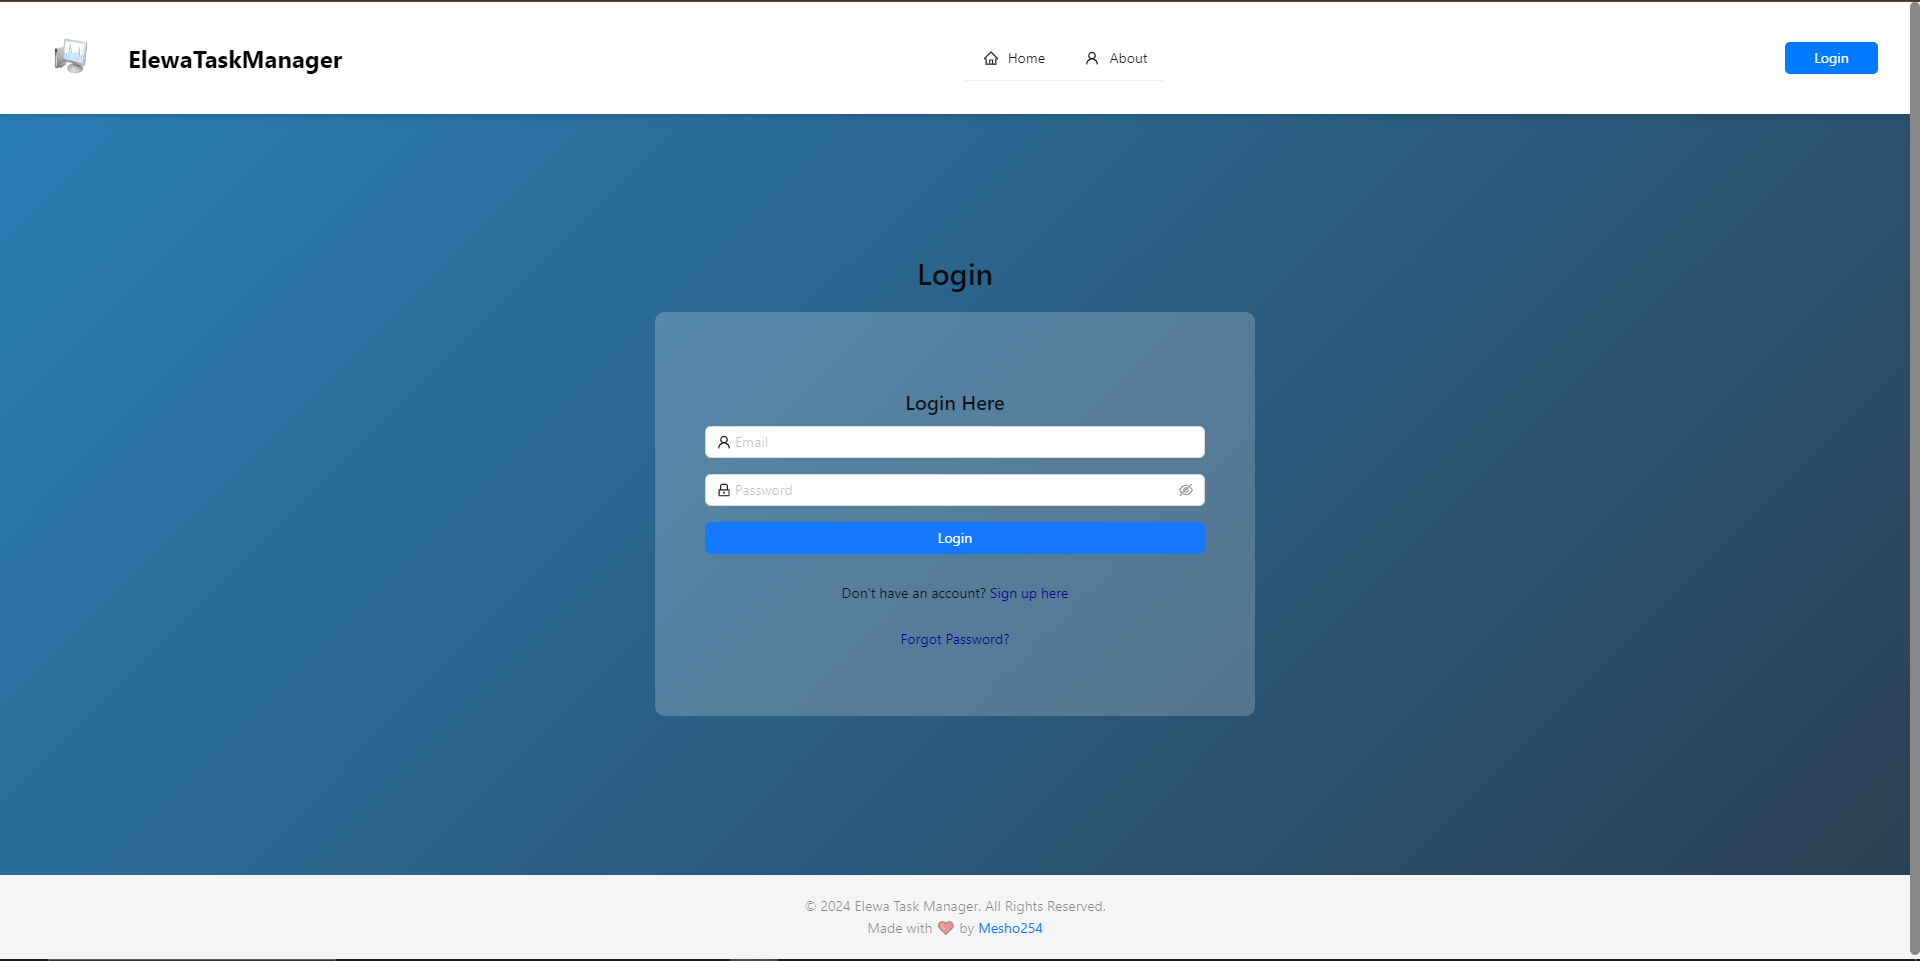 ElewaTaskManager
Home
About
Login
Login
Login Here
Email
Password
Login
Don't have an account? Sign up here
Forgot Password?
© 2024 Elewa Task Manager. All Rights Reserved.
Made with ❤️ by Mesho254